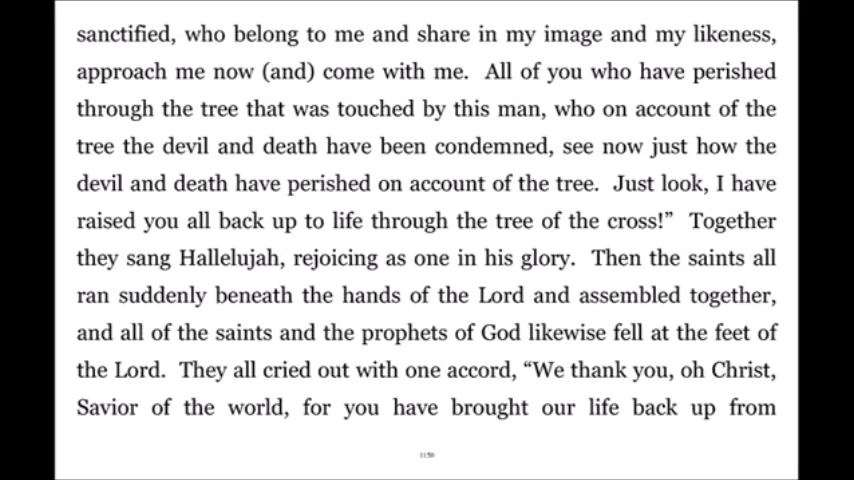 sanctified, who belong to me and share in my image and my likeness,
approach me now (and) come with me.  All of you who have perished
through the tree that was touched by this man, who on account of the
tree the devil and death have been condemned, see now just how the
devil and death have perished on account of the tree.  Just look, I have
raised you all back up to life through the tree of the cross!”  Together
they sang Hallelujah, rejoicing as one in his glory.  Then the saints all
ran suddenly beneath the hands of the Lord and assembled together,
and all of the saints and the prophets of God likewise fell at the feet of
the Lord.  They all cried out with one accord, “We thank you, oh Christ,
Savior of the world, for you have brought our life back up from